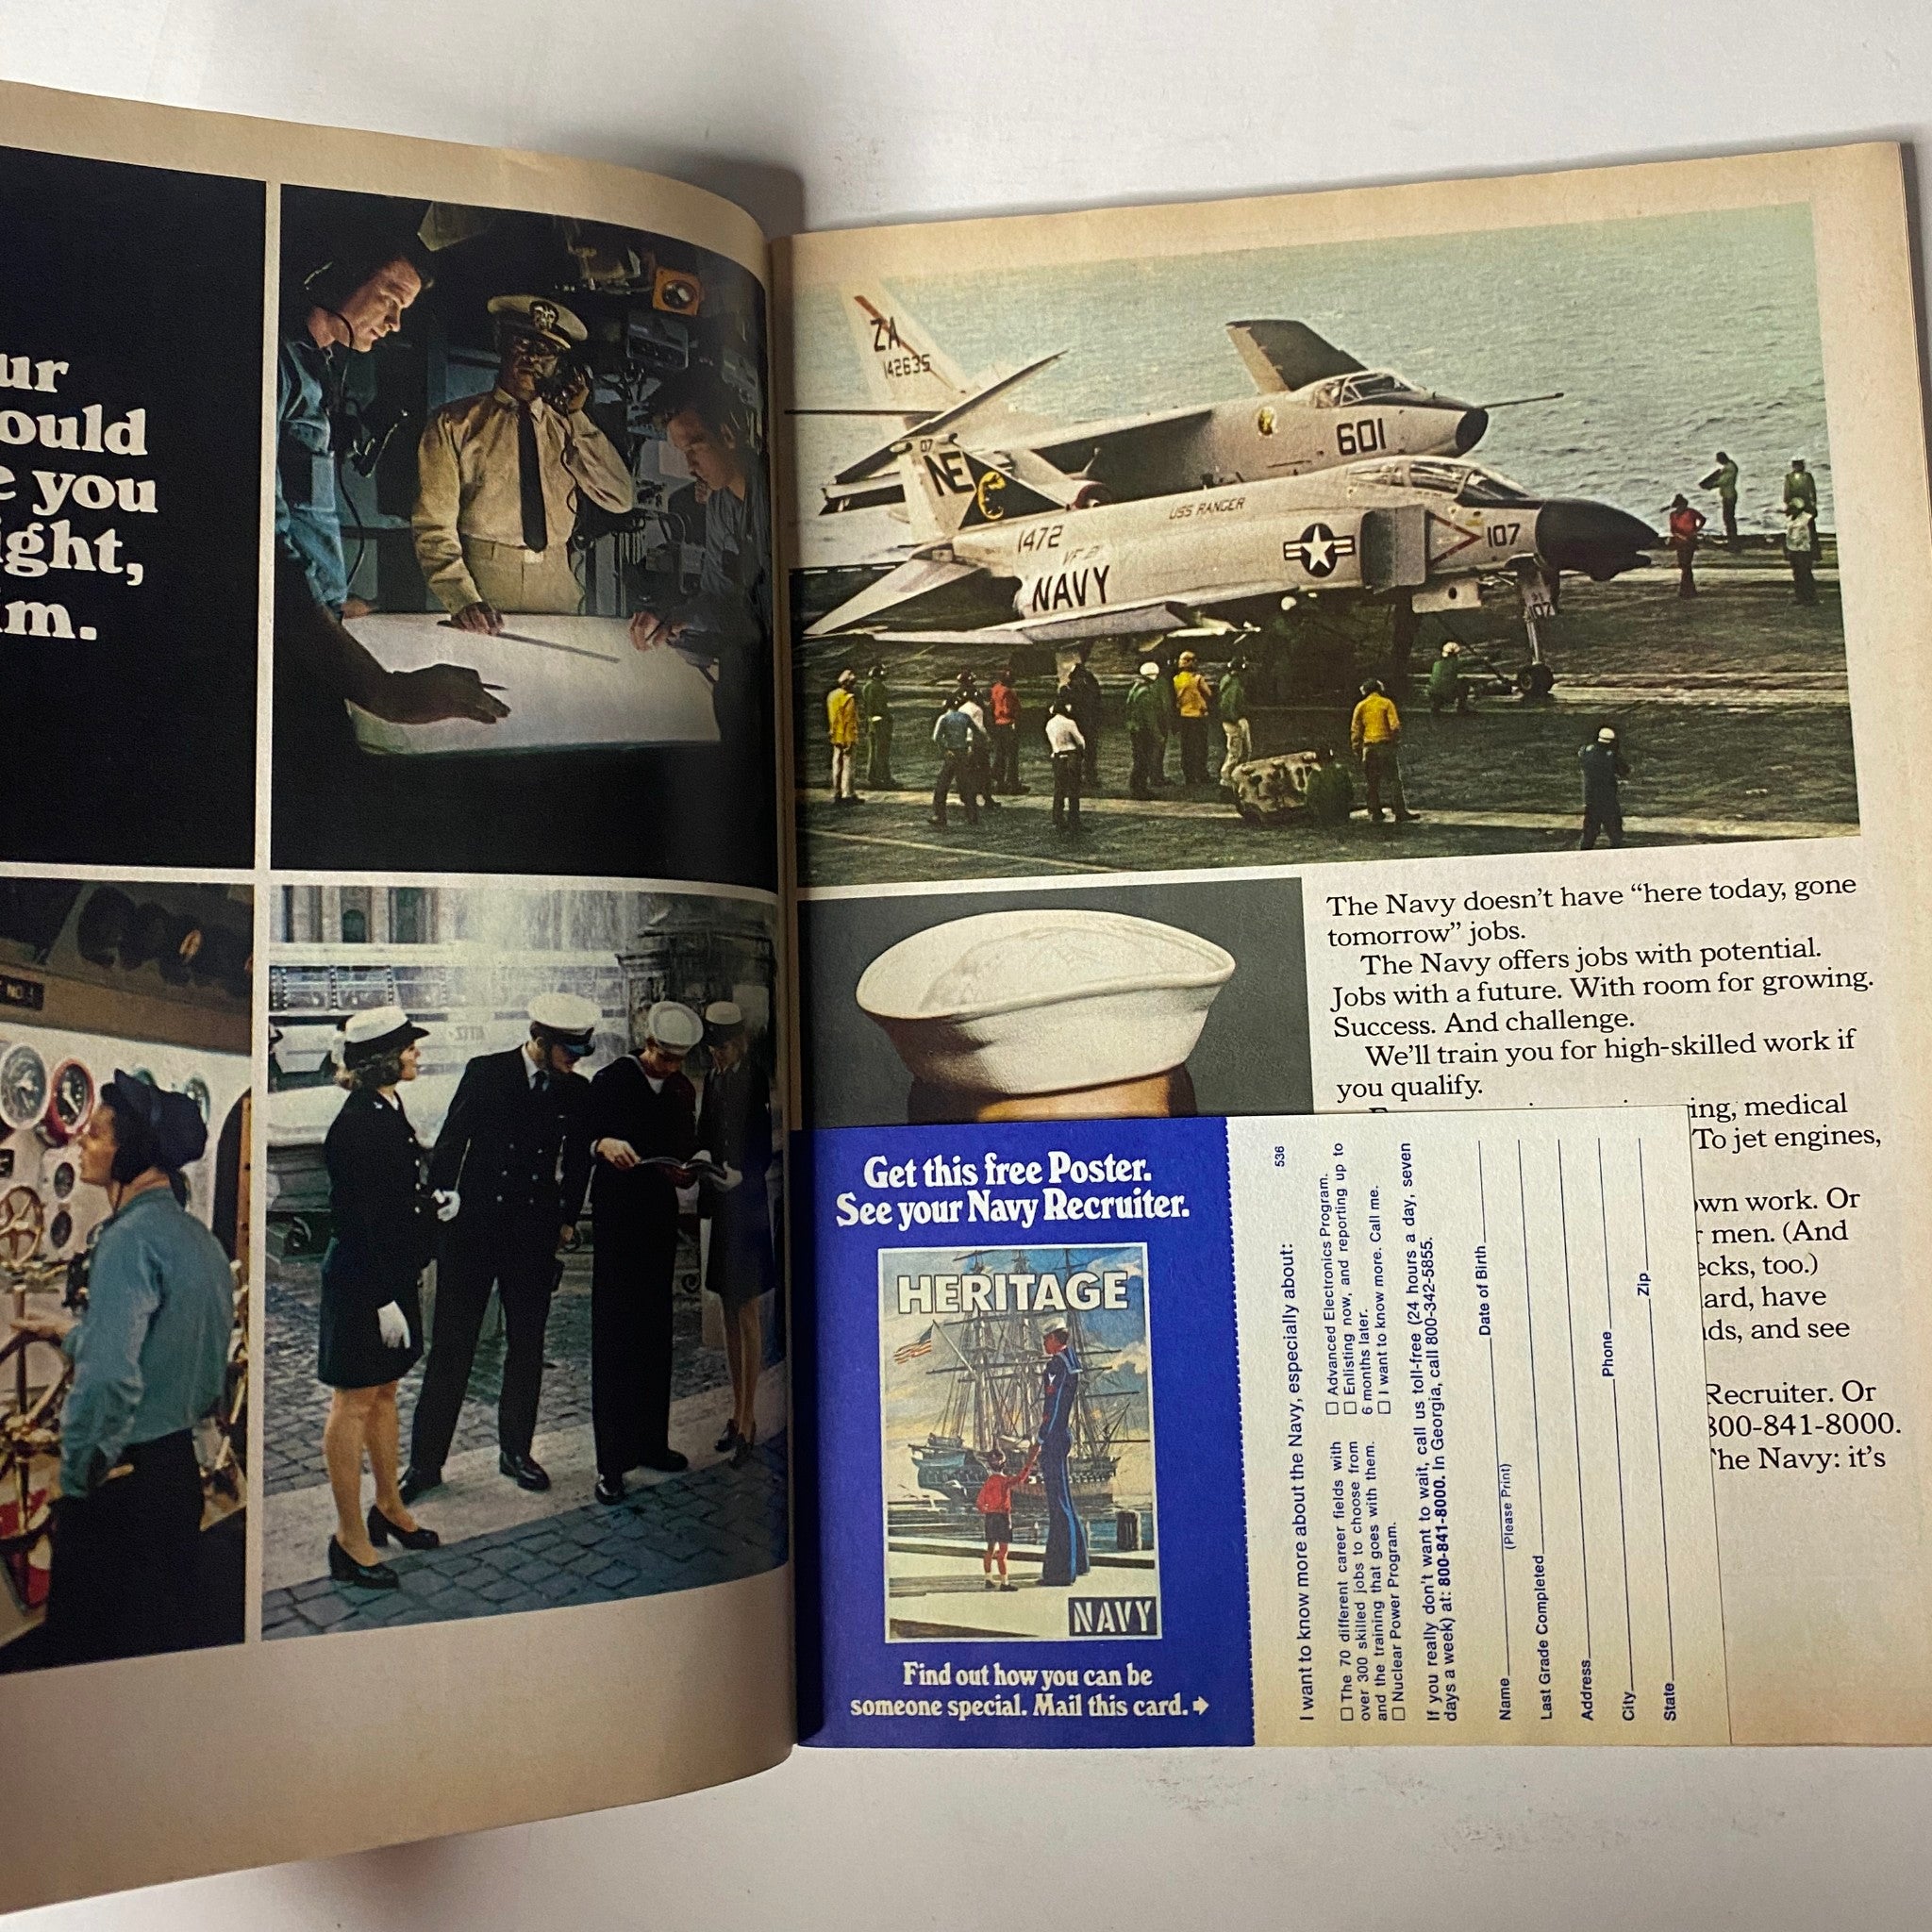 ur
ould
e you
ight,
im.
NO.1
ZA
142635
601
07
NE
1472
USS RANGER
NAVY
107
107
The Navy doesn't have “here today, gone
tomorrow” jobs.
The Navy offers jobs with potential.
Jobs with a future. With room for growing.
Success. And challenge.
We'll train you for high-skilled work if
you qualify.
ing, medical
To jet engines,
own work. Or
r men. (And
ecks, too.)
ard, have
ds, and see
Recruiter. Or
800-841-8000.
The Navy: it's
Get this free Poster.
See your Navy Recruiter.
HERITAGE
NAVY
Find out how you can be
someone special. Mail this card.
536
I want to know more about the Navy, especially about:
□ The 70 different career fields with
over 300 skilled jobs to choose from
and the training that goes with them.
□ Nuclear Power Program.
□ Advanced Electronics Program.
□ Enlisting now, and reporting up to
6 months later.
□ I want to know more. Call me.
If you really don't want to wait, call us toll-free (24 hours a day, seven
days a week) at: 800-841-8000. In Georgia, call 800-342-5855.
Name Date of Birth
(Please Print)
Last Grade Completed
Address
City Phone
State Zip